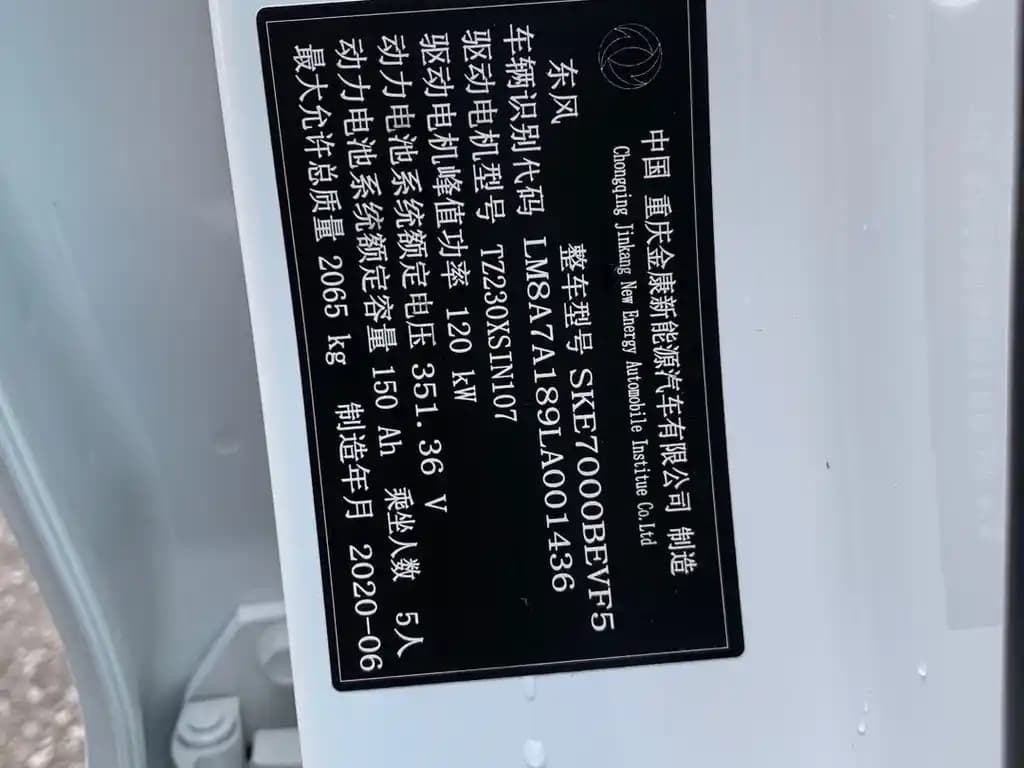 中国 重庆金康新能源汽车有限公司 制造
Chongqing Jinkang New Energy Automobile Institue Co.Ltd
东风 整车型号 SKE7000BEVF5
车辆识别代码 LM8A7A189LA001436
驱动电机型号 TZ230XSIN107
驱动电机峰值功率 120 kW
动力电池系统额定电压 351.36 V
动力电池系统额定容量 150 Ah 乘坐人数 5人
最大允许总质量 2065 kg 制造年月 2020-06